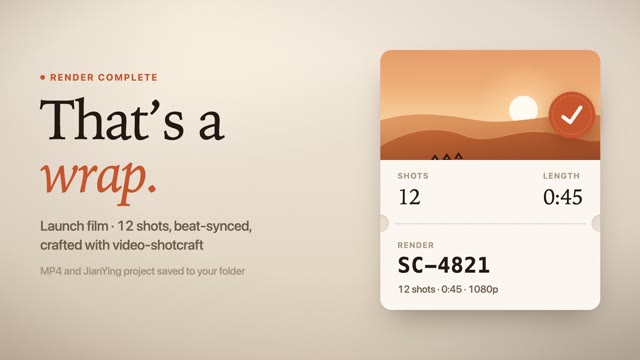 RENDER COMPLETE
That's a
wrap.
Launch film · 12 shots, beat-synced,
crafted with video-shotcraft
MP4 and JianYing project saved to your folder
SHOTS
12
LENGTH
0:45
RENDER
SC–4821
12 shots · 0:45 · 1080p